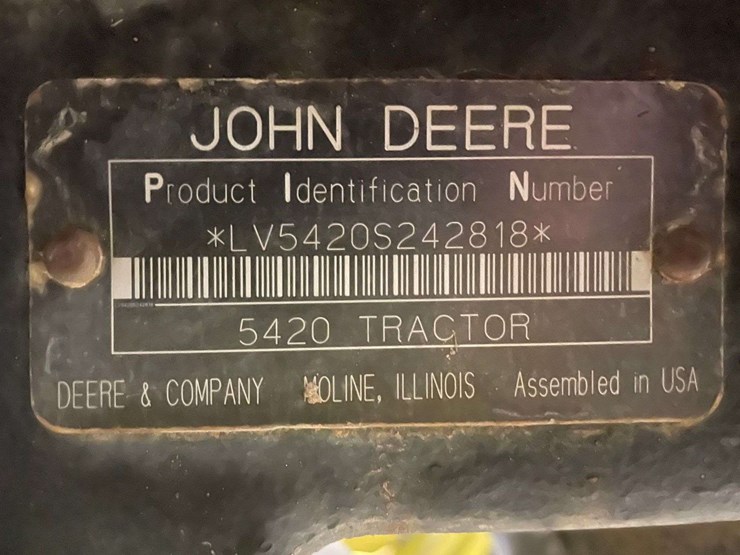 JOHN DEERE
Product Identification Number
*LV5420S242818*
5420 TRACTOR
DEERE & COMPANY MOLINE, ILLINOIS Assembled in USA